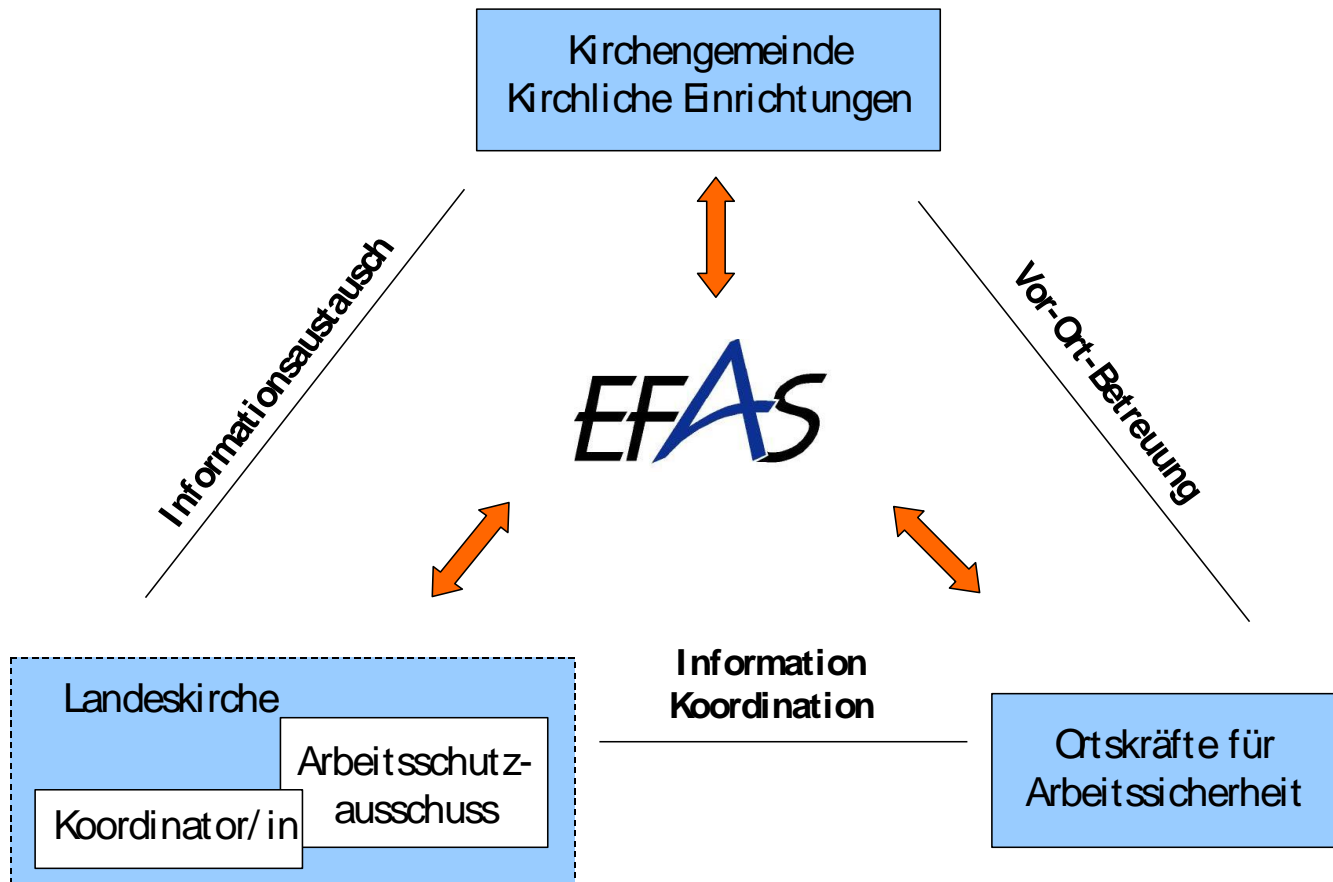 Kirchengemeinde
Kirchliche Einrichtungen
Informationsaustausch
Vor-Ort-Betreuung
EFAS
Information
Koordination
Landeskirche
Arbeitsschutz-
ausschuss
Koordinator/in
Ortskräfte für
Arbeitssicherheit